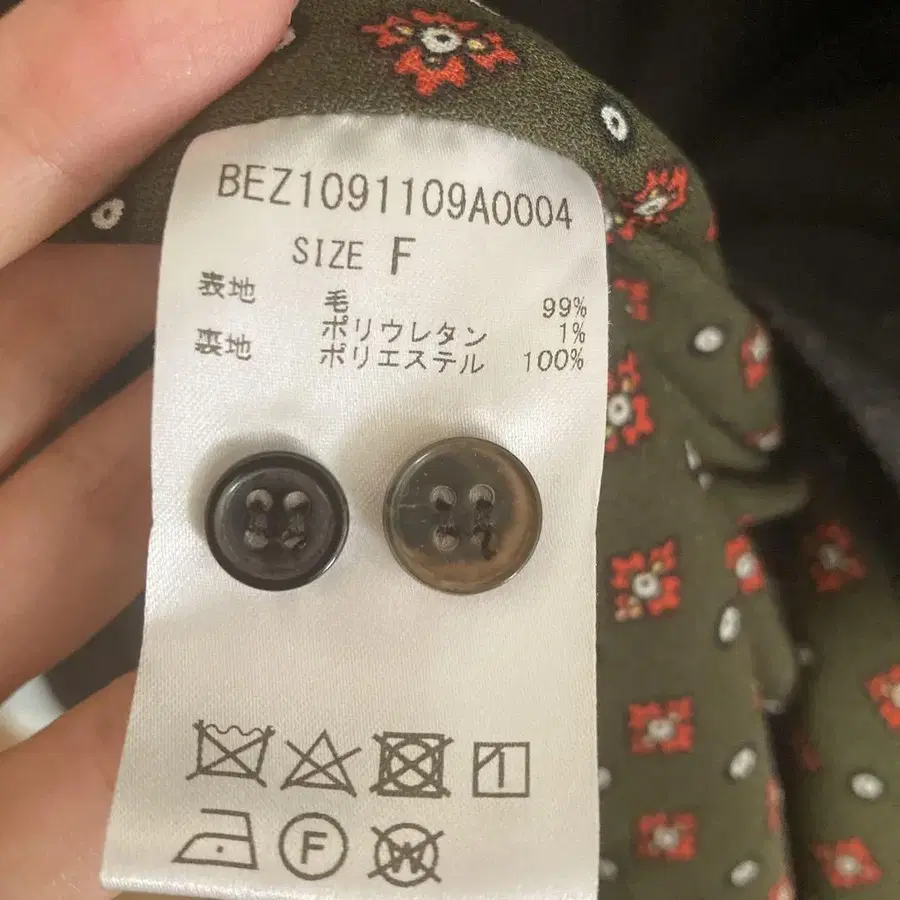 BEZ1091109A0004
SIZE F
表地 毛 99%
ポリウレタン 1%
裏地 ポリエステル 100%
F
W